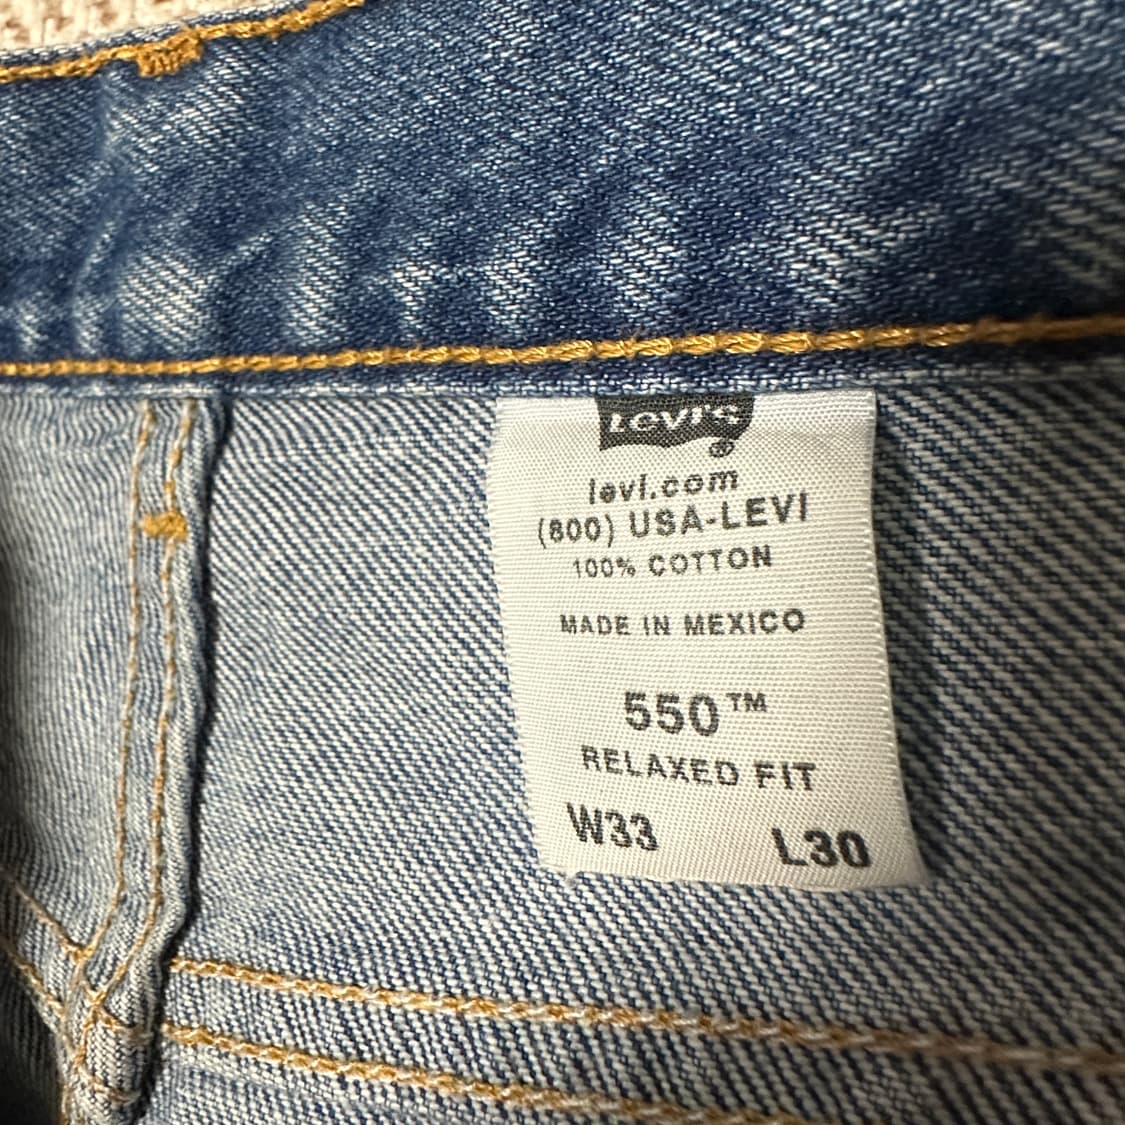 Levi's®
levi.com
(800) USA-LEVI
100% COTTON
MADE IN MEXICO
550™
RELAXED FIT
W33 L30